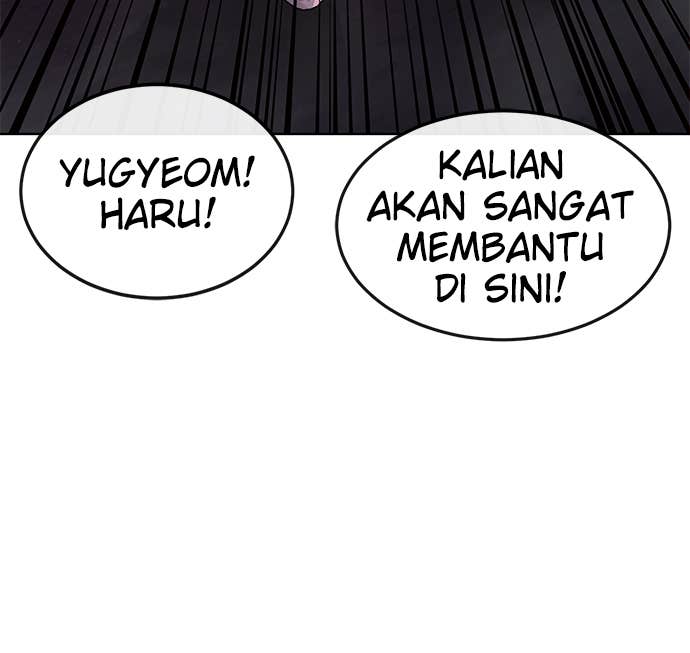 YUGYEOM!
HARU!
KALIAN
AKAN SANGAT
MEMBANTU
DI SINI!